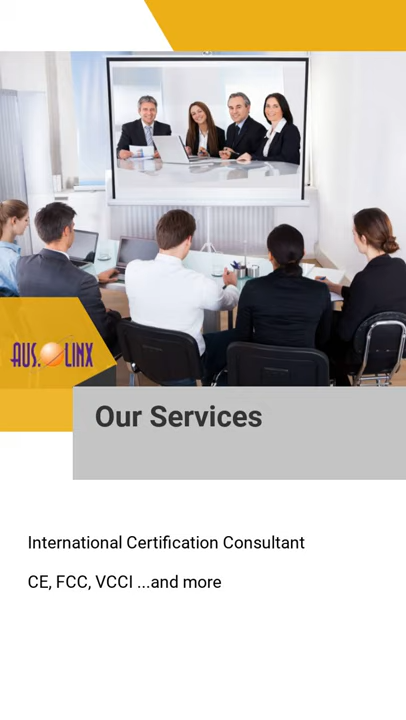 AUS. LINX
Our Services
International Certification Consultant
CE, FCC, VCCI ...and more